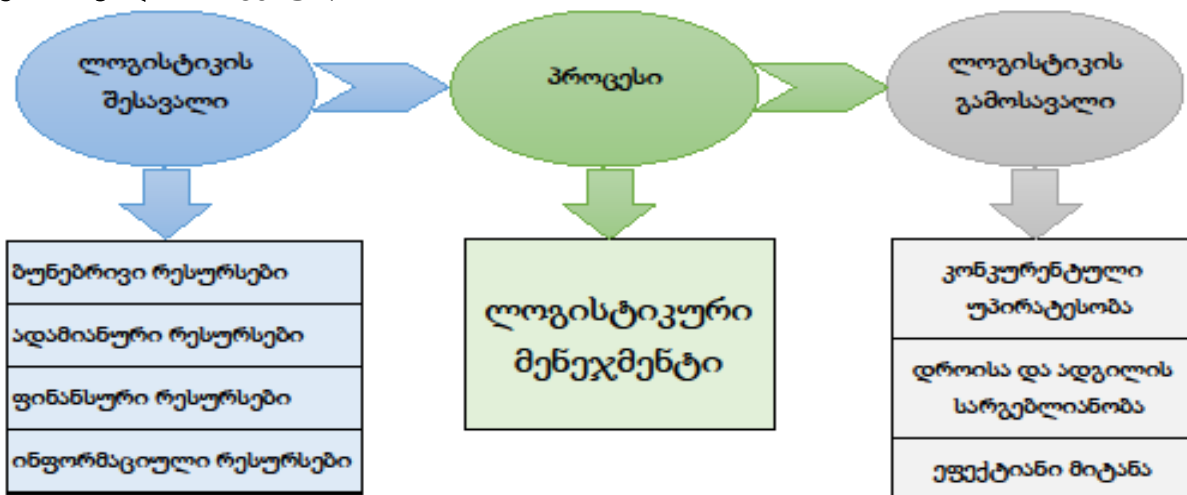 ლოგისტიკის
შესავალი
პროცესი
ლოგისტიკის
გამოსავალი
ბუნებრივი რესურსები
ადამიანური რესურსები
ფინანსური რესურსები
ინფორმაციული რესურსები
ლოგისტიკური
მენეჯმენტი
კონკურენტული
უპირატესობა
დროისა და ადგილის
სარგებლიანობა
ეფექტიანი მიტანა